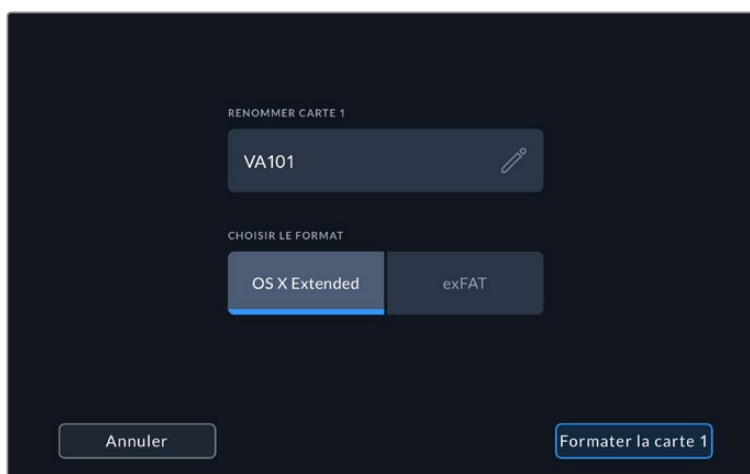 RENOMMER CARTE 1
VA101
CHOISIR LE FORMAT
OS X Extended
exFAT
Annuler
Formater la carte 1